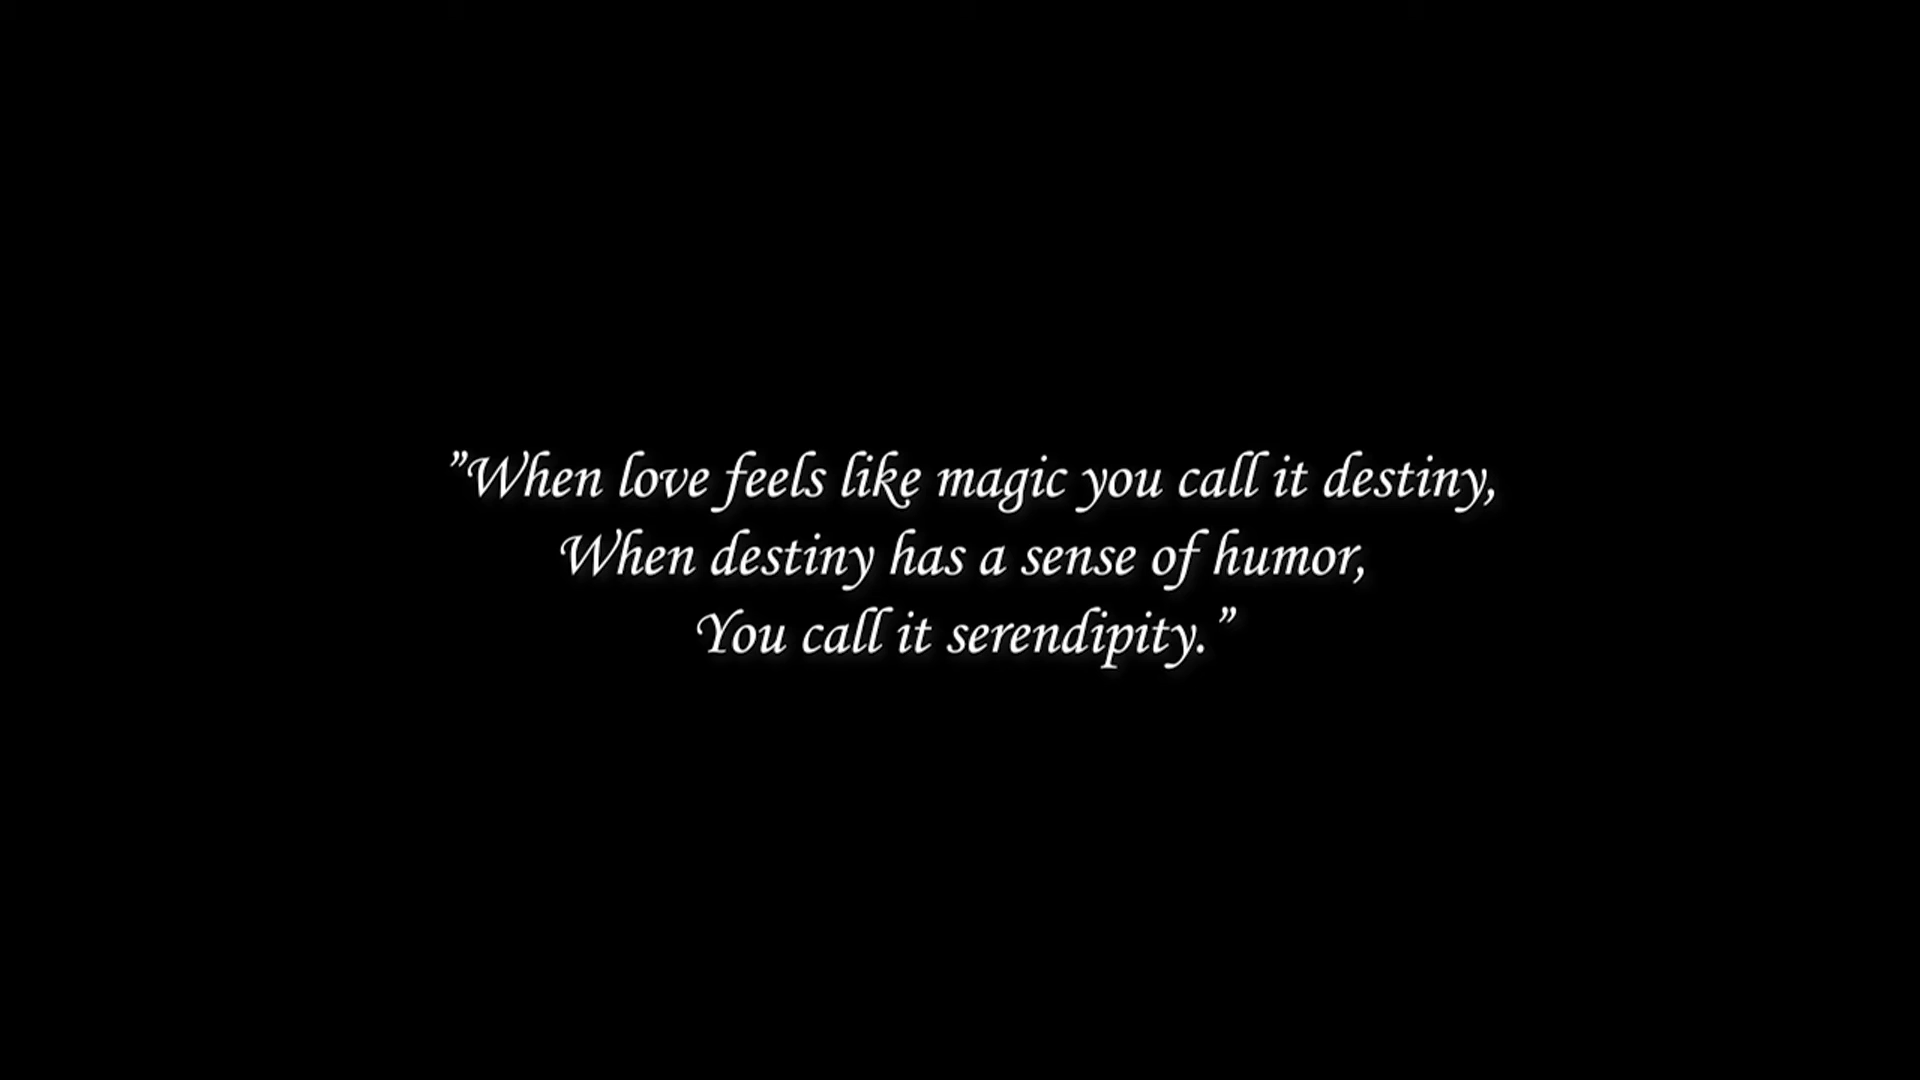 ”When love feels like magic you call it destiny,
When destiny has a sense of humor,
You call it serendipity.”